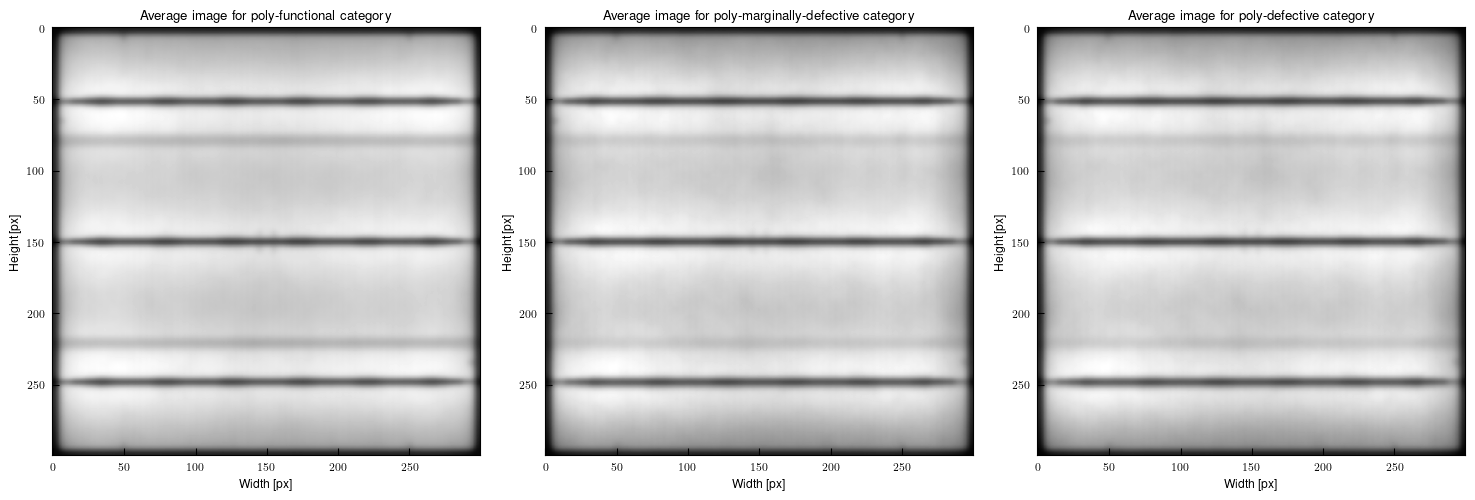 Average image for poly-functional category
Average image for poly-marginally-defective category
Average image for poly-defective category
Height [px]
0
50
100
150
200
250
0 50 100 150 200 250
Width [px]
Height [px]
0
50
100
150
200
250
0 50 100 150 200 250
Width [px]
Height [px]
0
50
100
150
200
250
0 50 100 150 200 250
Width [px]